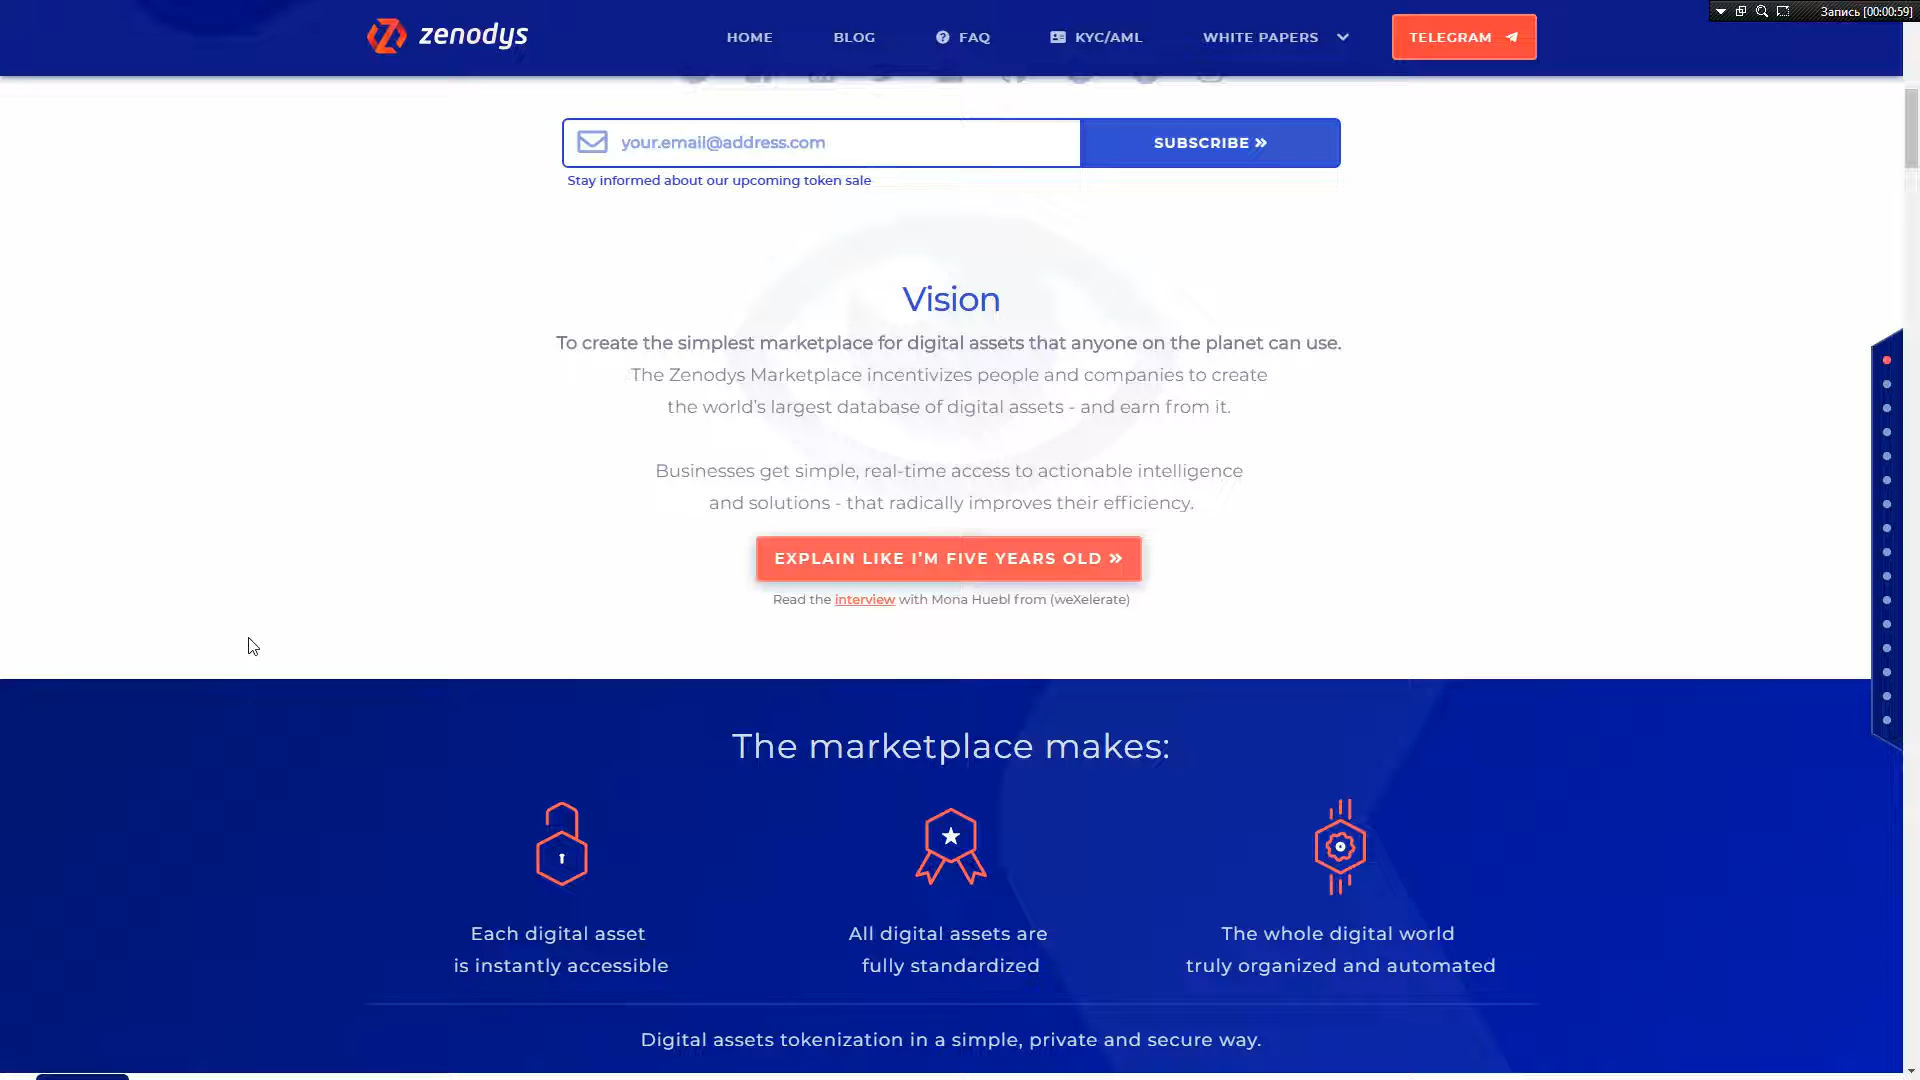 zenodys
HOME
BLOG
FAQ
KYC/AML
WHITE PAPERS
TELEGRAM
Запись [00:00:59]
your.email@address.com
SUBSCRIBE »
Stay informed about our upcoming token sale
Vision
To create the simplest marketplace for digital assets that anyone on the planet can use.
The Zenodys Marketplace incentivizes people and companies to create
the world's largest database of digital assets - and earn from it.
Businesses get simple, real-time access to actionable intelligence
and solutions - that radically improves their efficiency.
EXPLAIN LIKE I'M FIVE YEARS OLD »
Read the interview with Mona Huebl from (weXelerate)
The marketplace makes:
Each digital asset
is instantly accessible
All digital assets are
fully standardized
The whole digital world
truly organized and automated
Digital assets tokenization in a simple, private and secure way.